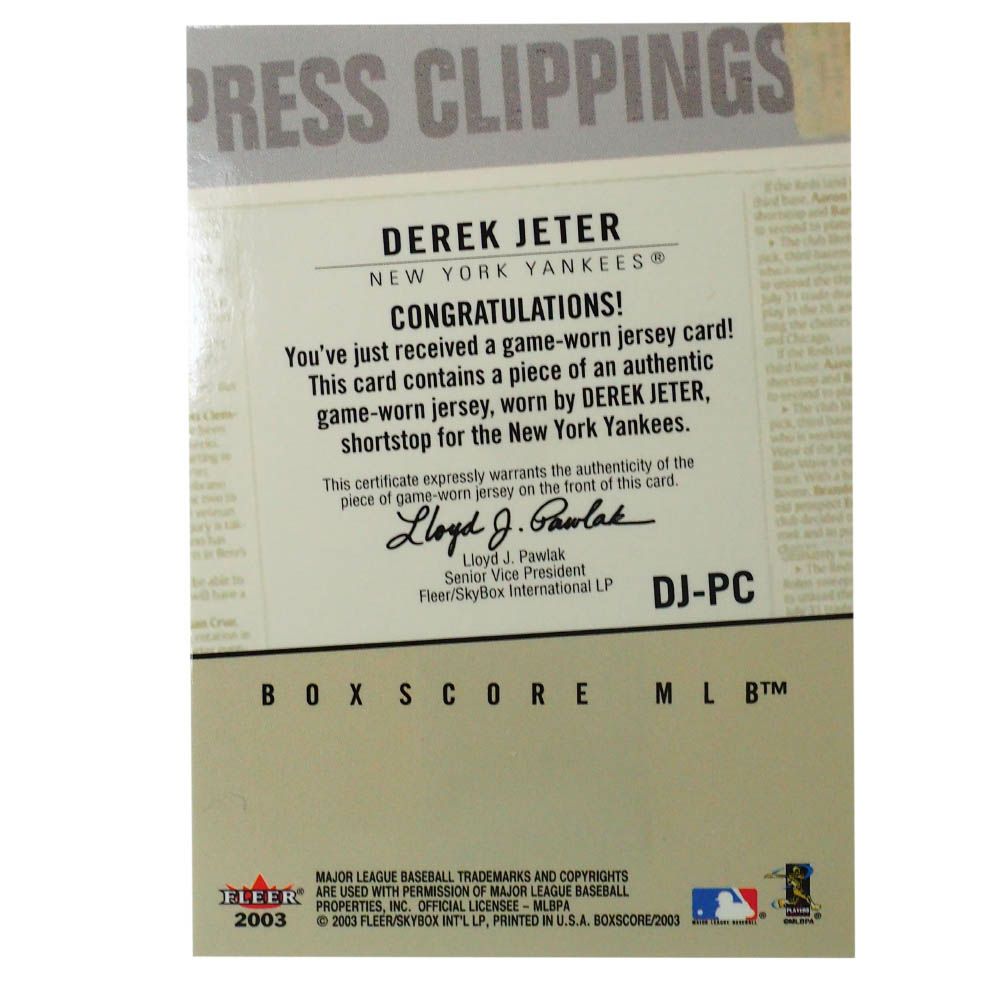 PRESS CLIPPINGS
DEREK JETER
NEW YORK YANKEES®
CONGRATULATIONS!
You've just received a game-worn jersey card!
This card contains a piece of an authentic
game-worn jersey, worn by DEREK JETER,
shortstop for the New York Yankees.
This certificate expressly warrants the authenticity of the
piece of game-worn jersey on the front of this card.
Lloyd J. Pawlak
Lloyd J. Pawlak
Senior Vice President
Fleer/SkyBox International LP
DJ-PC
BOXSCORE MLB™
FLEER®
2003
MAJOR LEAGUE BASEBALL TRADEMARKS AND COPYRIGHTS
ARE USED WITH PERMISSION OF MAJOR LEAGUE BASEBALL
PROPERTIES, INC. OFFICIAL LICENSEE - MLBPA
© 2003 FLEER/SKYBOX INT'L LP, PRINTED IN U.S.A. BOXSCORE/2003
MAJOR LEAGUE BASEBALL
PLAYERS
©MLBPA